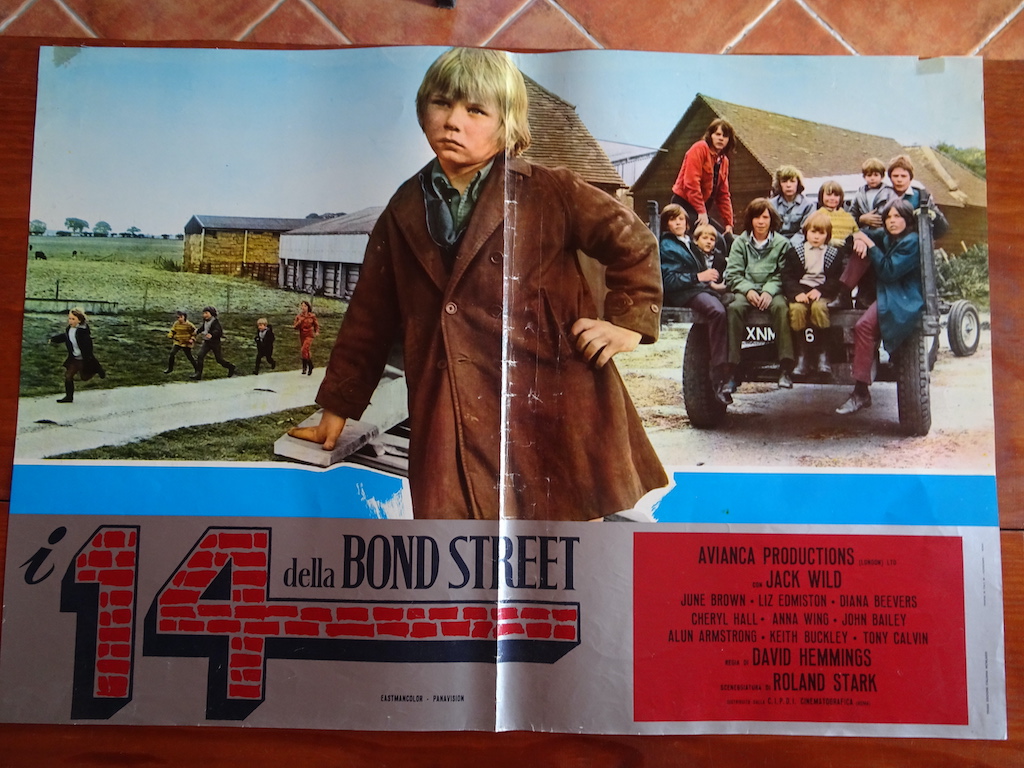 XNM 6
i 14 della BOND STREET
EASTMANCOLOR - PANAVISION
AVIANCA PRODUCTIONS (LONDON) LTD
CON JACK WILD
JUNE BROWN • LIZ EDMISTON • DIANA BEEVERS
CHERYL HALL • ANNA WING • JOHN BAILEY
ALUN ARMSTRONG • KEITH BUCKLEY • TONY CALVIN
REGIA DI DAVID HEMMINGS
SCENEGGIATURA DI ROLAND STARK
C.I.P.D.I. CINEMATOGRAFICA